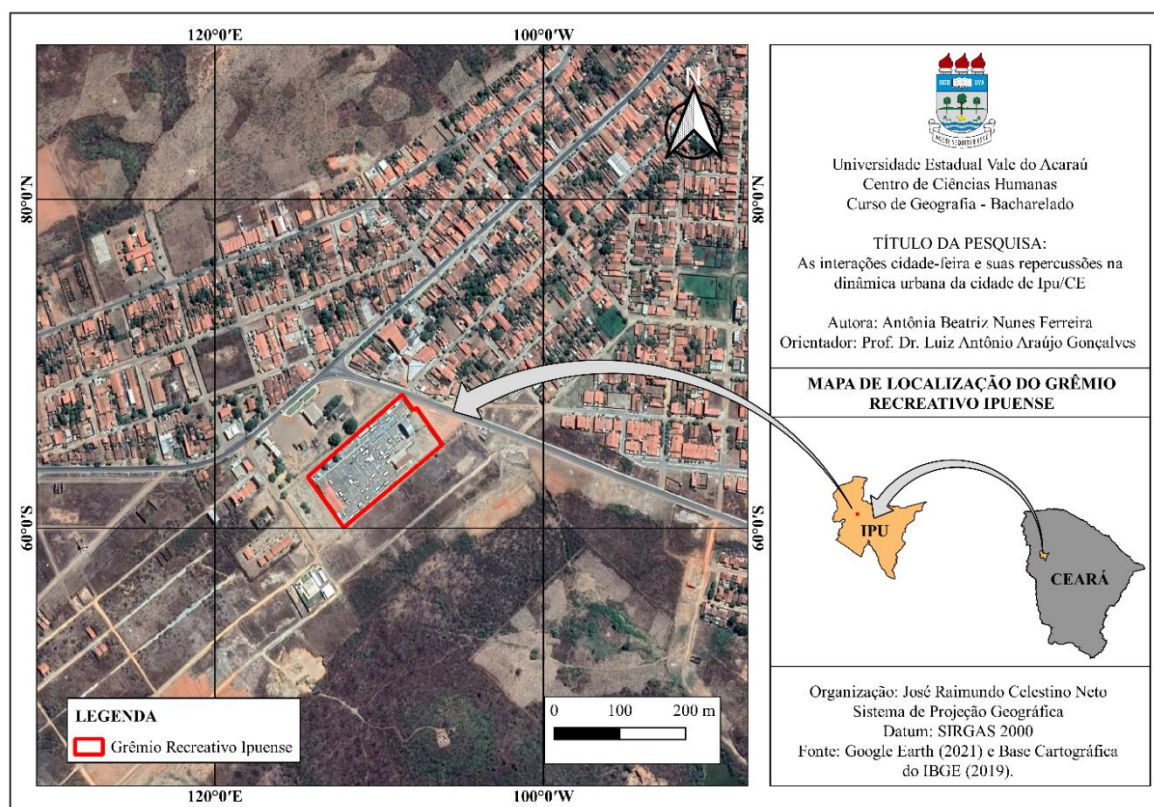 120°0′E
100°0′W
80°0′N
80°0′N
60°0′S
60°0′S
120°0′E
100°0′W
N
LEGENDA
Grêmio Recreativo Ipuense
0 100 200 m
Universidade Estadual Vale do Acaraú
Centro de Ciências Humanas
Curso de Geografia - Bacharelado
TÍTULO DA PESQUISA:
As interações cidade-feira e suas repercussões na
dinâmica urbana da cidade de Ipu/CE
Autora: Antônia Beatriz Nunes Ferreira
Orientador: Prof. Dr. Luiz Antônio Araújo Gonçalves
MAPA DE LOCALIZAÇÃO DO GRÊMIO
RECREATIVO IPUENSE
IPU
CEARÁ
Organização: José Raimundo Celestino Neto
Sistema de Projeção Geográfica
Datum: SIRGAS 2000
Fonte: Google Earth (2021) e Base Cartográfica
do IBGE (2019).